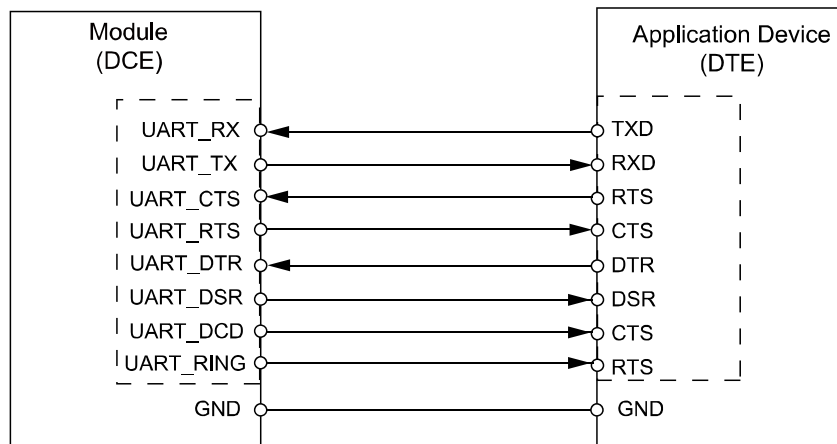 Module
(DCE)
Application Device
(DTE)
UART_RX
TXD
UART_TX
RXD
UART_CTS
RTS
UART_RTS
CTS
UART_DTR
DTR
UART_DSR
DSR
UART_DCD
CTS
UART_RING
RTS
GND
GND